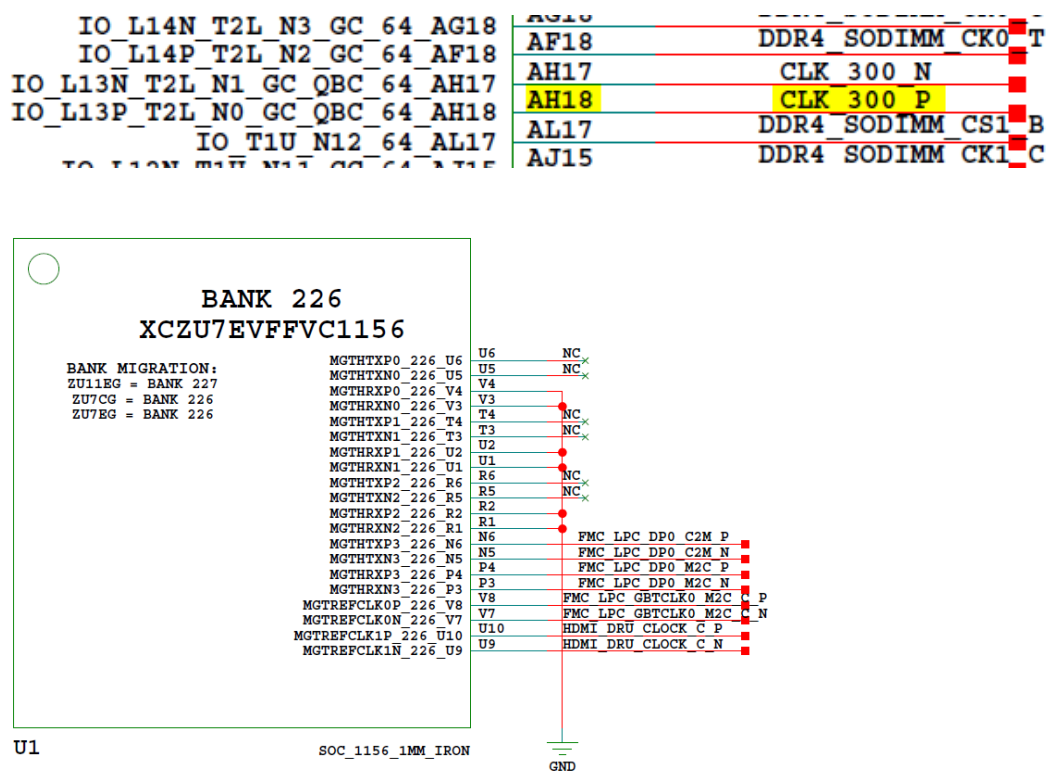 IO_L14N_T2L_N3_GC_64_AG18
IO_L14P_T2L_N2_GC_64_AF18 AF18 DDR4_SODIMM_CK0_T
IO_L13N_T2L_N1_GC_QBC_64_AH17 AH17 CLK_300_N
IO_L13P_T2L_N0_GC_QBC_64_AH18 AH18 CLK_300_P
IO_T1U_N12_64_AL17 AL17 DDR4_SODIMM_CS1_B
AJ15 DDR4_SODIMM_CK1_C
BANK 226
XCZU7EVFFVC1156
BANK MIGRATION:
ZU11EG = BANK 227
ZU7CG = BANK 226
ZU7EG = BANK 226
MGTHTXP0_226_U6 U6 NC
MGTHTXN0_226_U5 U5 NC
MGTHRXP0_226_V4 V4
MGTHRXN0_226_V3 V3
MGTHTXP1_226_T4 T4 NC
MGTHTXN1_226_T3 T3 NC
MGTHRXP1_226_U2 U2
MGTHRXN1_226_U1 U1
MGTHTXP2_226_R6 R6 NC
MGTHTXN2_226_R5 R5 NC
MGTHRXP2_226_R2 R2
MGTHRXN2_226_R1 R1
MGTHTXP3_226_N6 N6 FMC_LPC_DP0_C2M_P
MGTHTXN3_226_N5 N5 FMC_LPC_DP0_C2M_N
MGTHRXP3_226_P4 P4 FMC_LPC_DP0_M2C_P
MGTHRXN3_226_P3 P3 FMC_LPC_DP0_M2C_N
MGTREFCLK0P_226_V8 V8 FMC_LPC_GBTCLK0_M2C_C_P
MGTREFCLK0N_226_V7 V7 FMC_LPC_GBTCLK0_M2C_C_N
MGTREFCLK1P_226_U10 U10 HDMI_DRU_CLOCK_C_P
MGTREFCLK1N_226_U9 U9 HDMI_DRU_CLOCK_C_N
U1
SOC_1156_1MM_IRON
GND